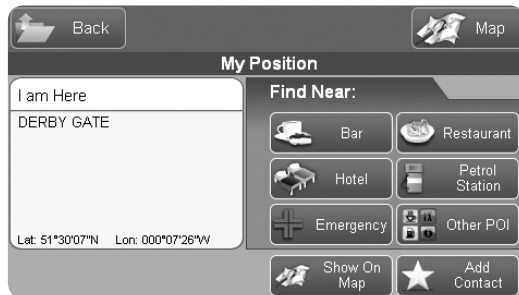 Back
Map
My Position
I am Here
DERBY GATE
Lat: 51°30'07"N Lon: 000°07'26"W
Find Near:
Bar
Restaurant
Hotel
Petrol
Station
Emergency
Other POI
Show On
Map
Add
Contact